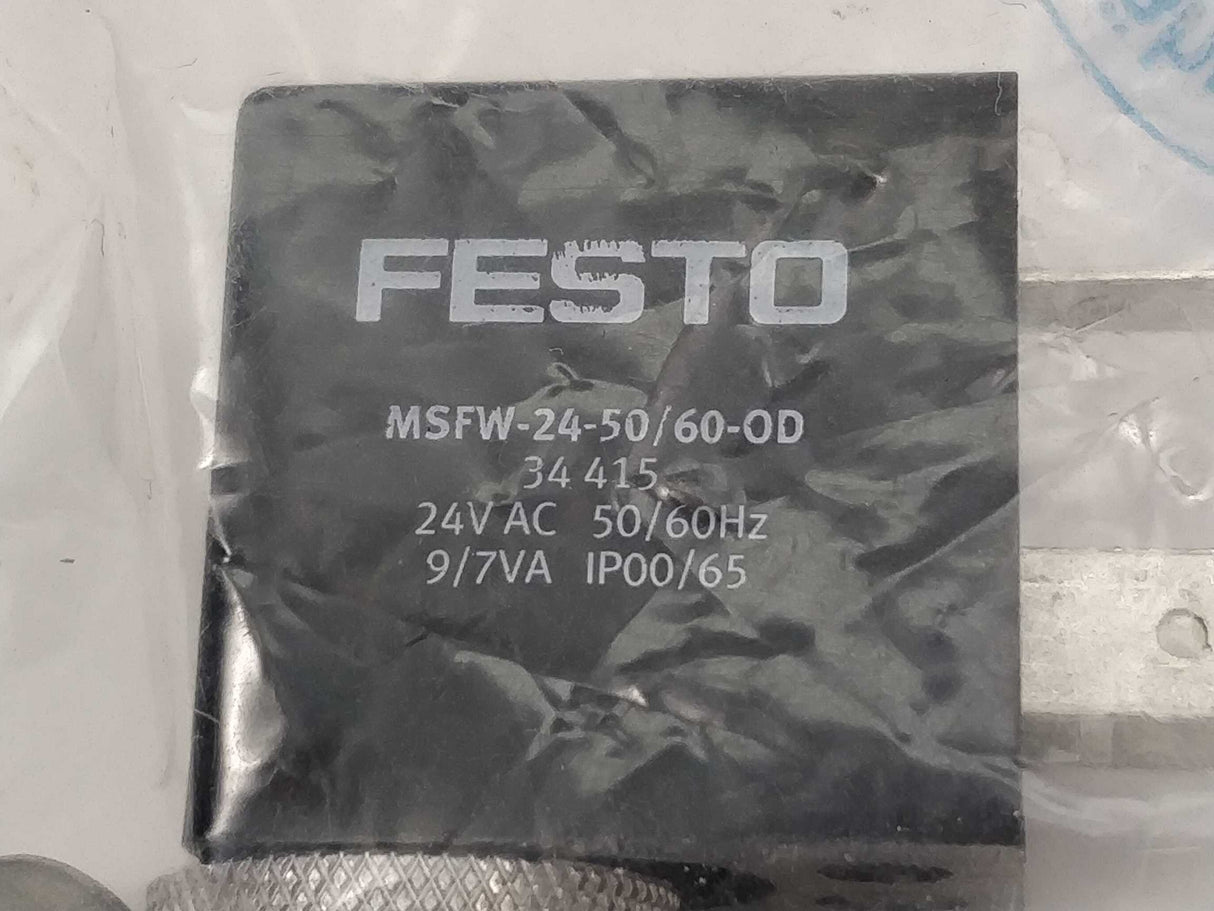 FESTO
MSFW-24-50/60-OD
34 415
24V AC 50/60Hz
9/7VA IP00/65